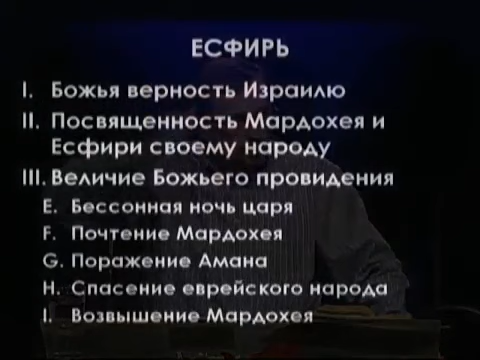 ЕСФИРЬ
I. Божья верность Израилю
II. Посвященность Мардохея и
Есфири своему народу
III. Величие Божьего провидения
E. Бессонная ночь царя
F. Почтение Мардохея
G. Поражение Амана
H. Спасение еврейского народа
I. Возвышение Мардохея